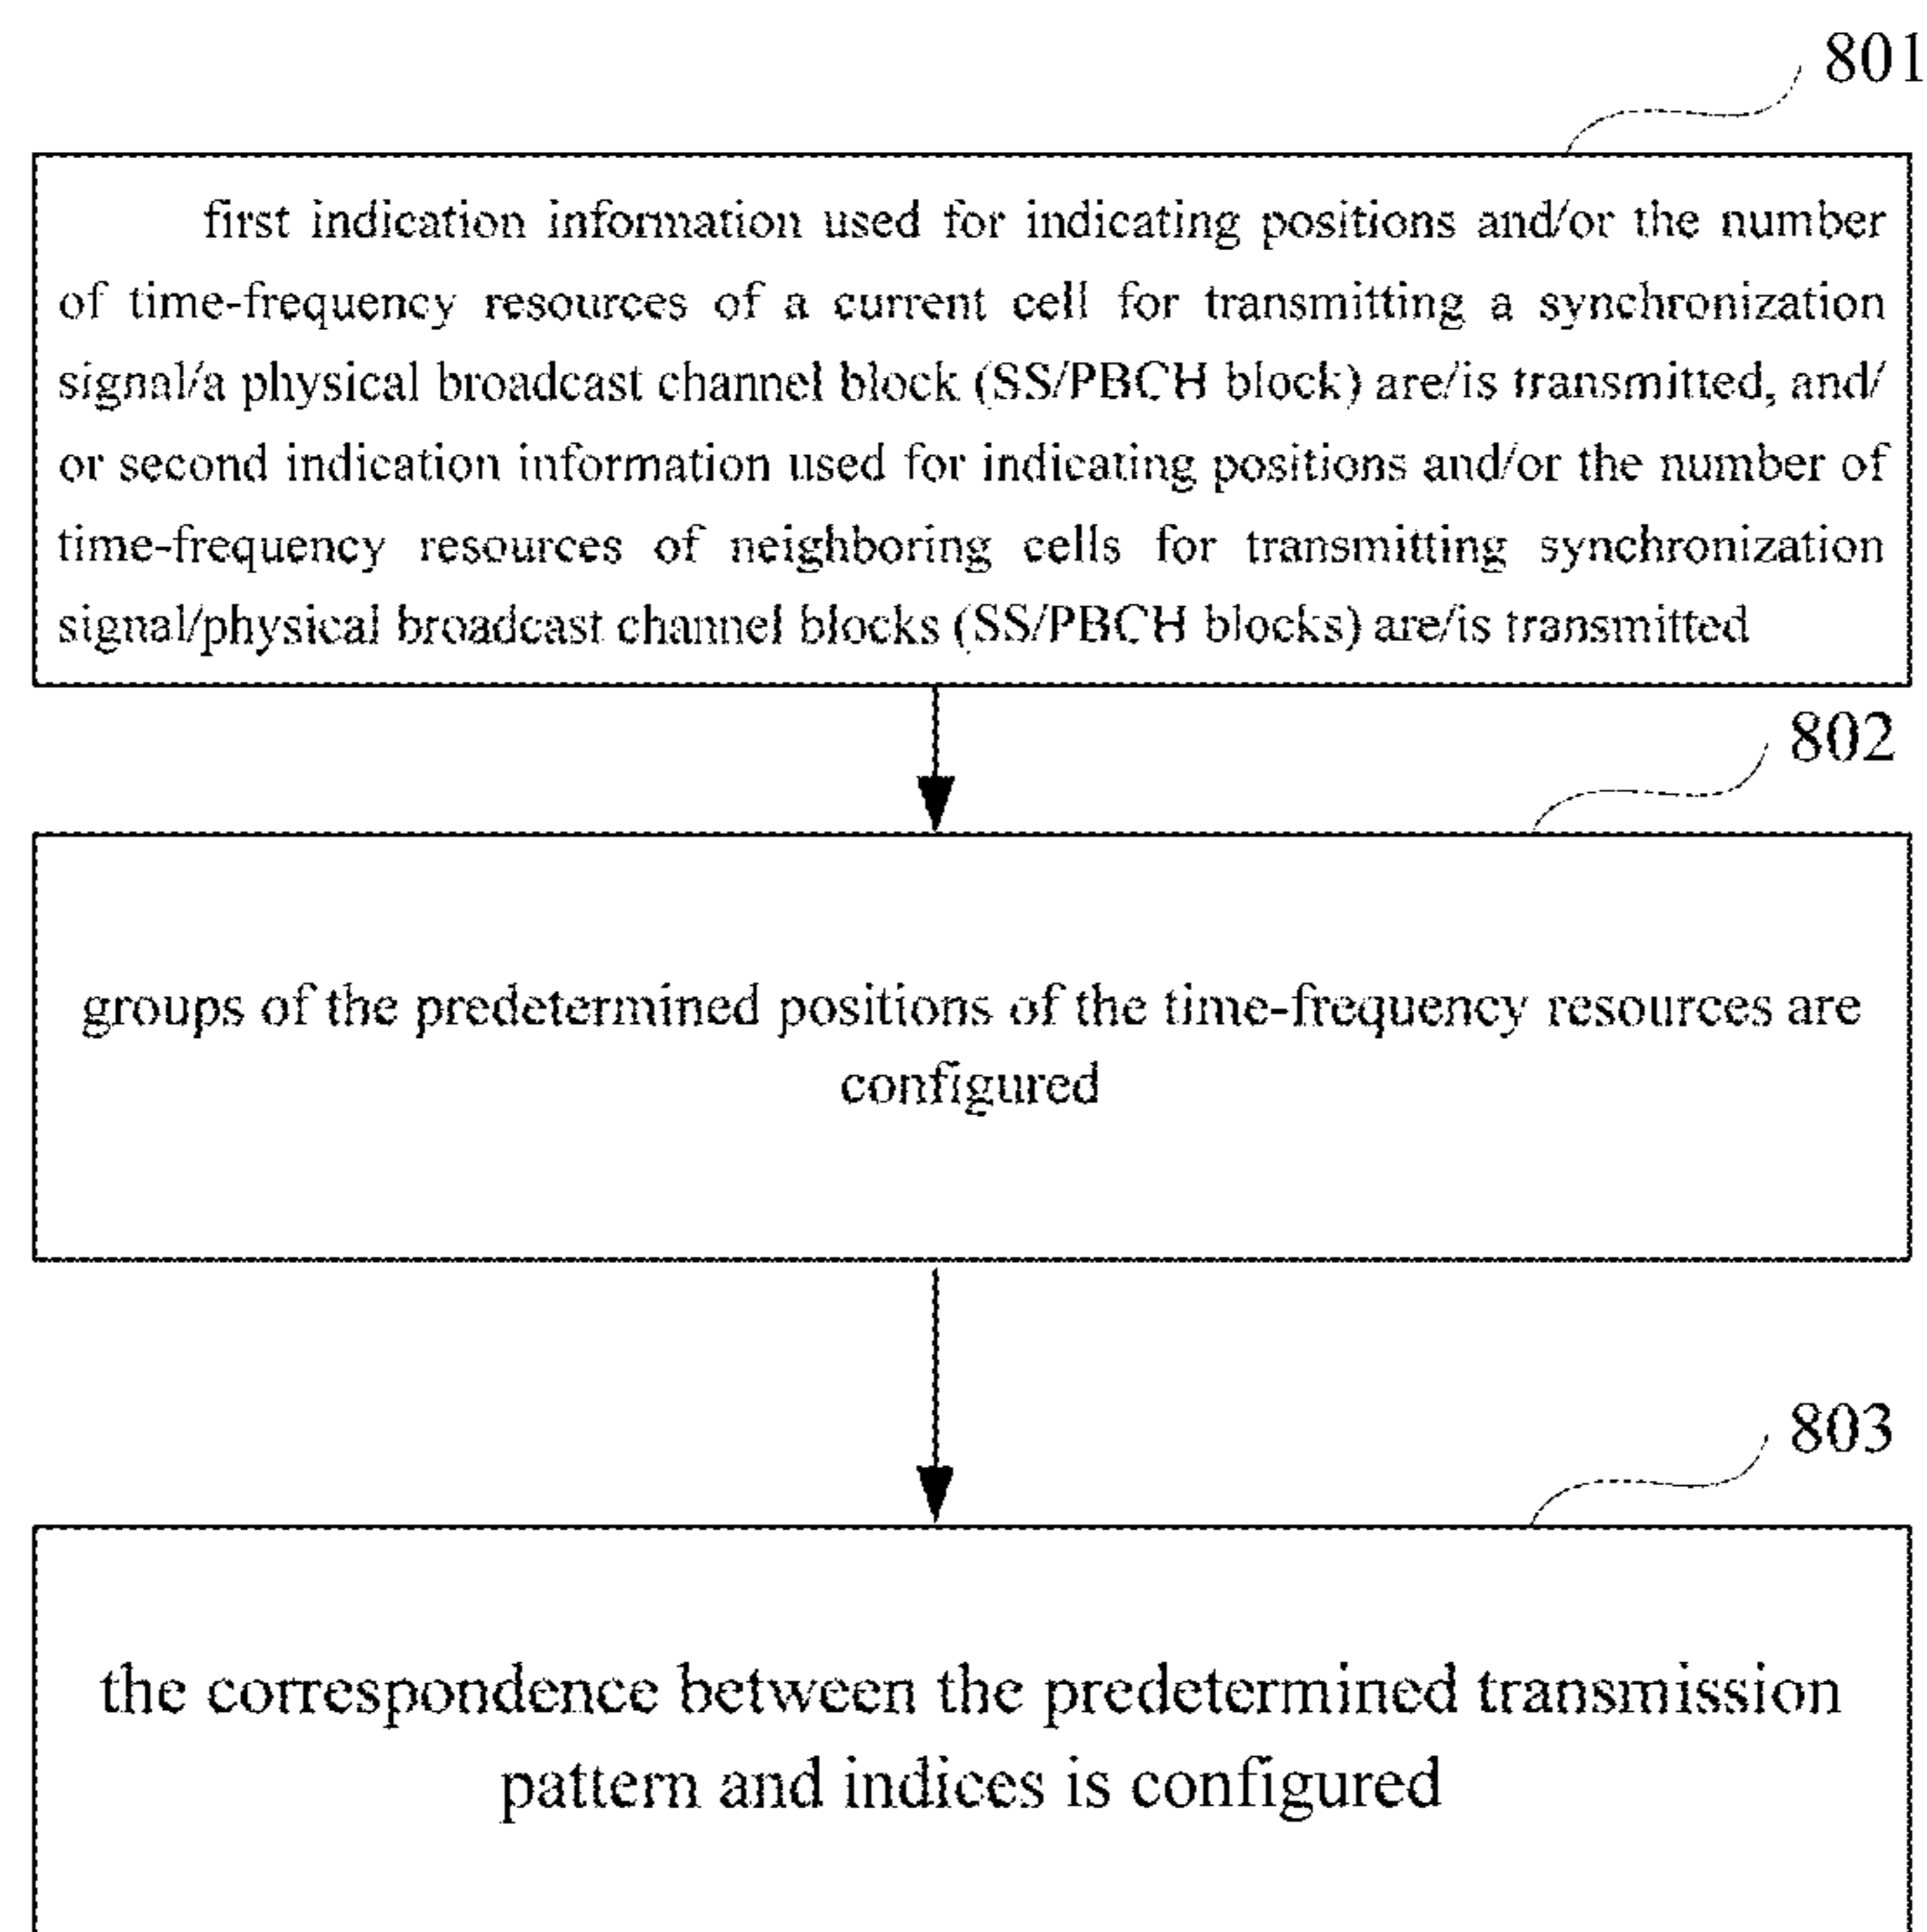 801
first indication information used for indicating positions and/or the number
of time-frequency resources of a current cell for transmitting a synchronization
signal/a physical broadcast channel block (SS/PBCH block) are/is transmitted, and/
or second indication information used for indicating positions and/or the number of
time-frequency resources of neighboring cells for transmitting synchronization
signal/physical broadcast channel blocks (SS/PBCH blocks) are/is transmitted
802
groups of the predetermined positions of the time-frequency resources are
configured
803
the correspondence between the predetermined transmission
pattern and indices is configured